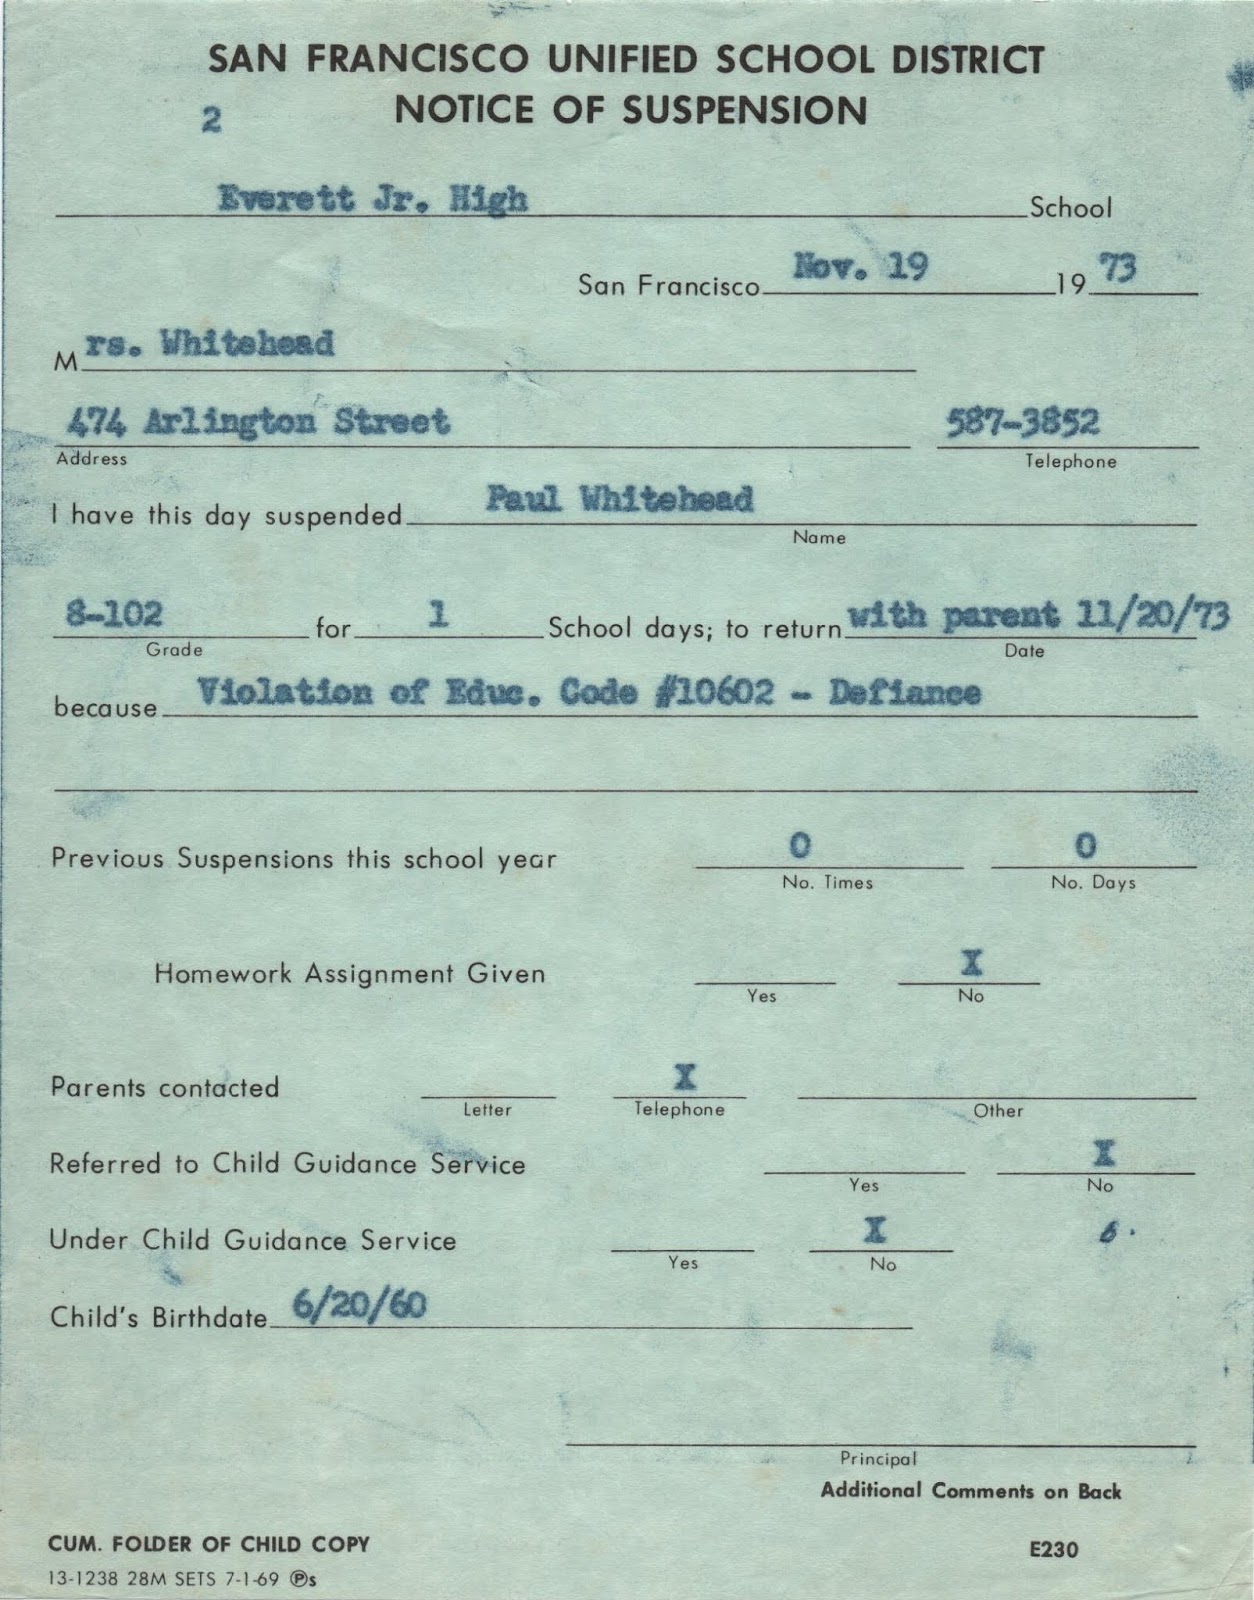 SAN FRANCISCO UNIFIED SCHOOL DISTRICT
2 NOTICE OF SUSPENSION
Everett Jr. High School
San Francisco Nov. 19 19 73
M rs. Whitehead
474 Arlington Street 587-3852
Address Telephone
I have this day suspended Paul Whitehead
Name
8-102 for 1 School days; to return with parent 11/20/73
Grade Date
because Violation of Educ. Code #10602 - Defiance
Previous Suspensions this school year 0 0
No. Times No. Days
Homework Assignment Given X
Yes No
Parents contacted X
Letter Telephone Other
Referred to Child Guidance Service X
Yes No
Under Child Guidance Service X 6.
Yes No
Child's Birthdate 6/20/60
Principal
Additional Comments on Back
CUM. FOLDER OF CHILD COPY E230
13-1238 28M SETS 7-1-69 Ⓟs